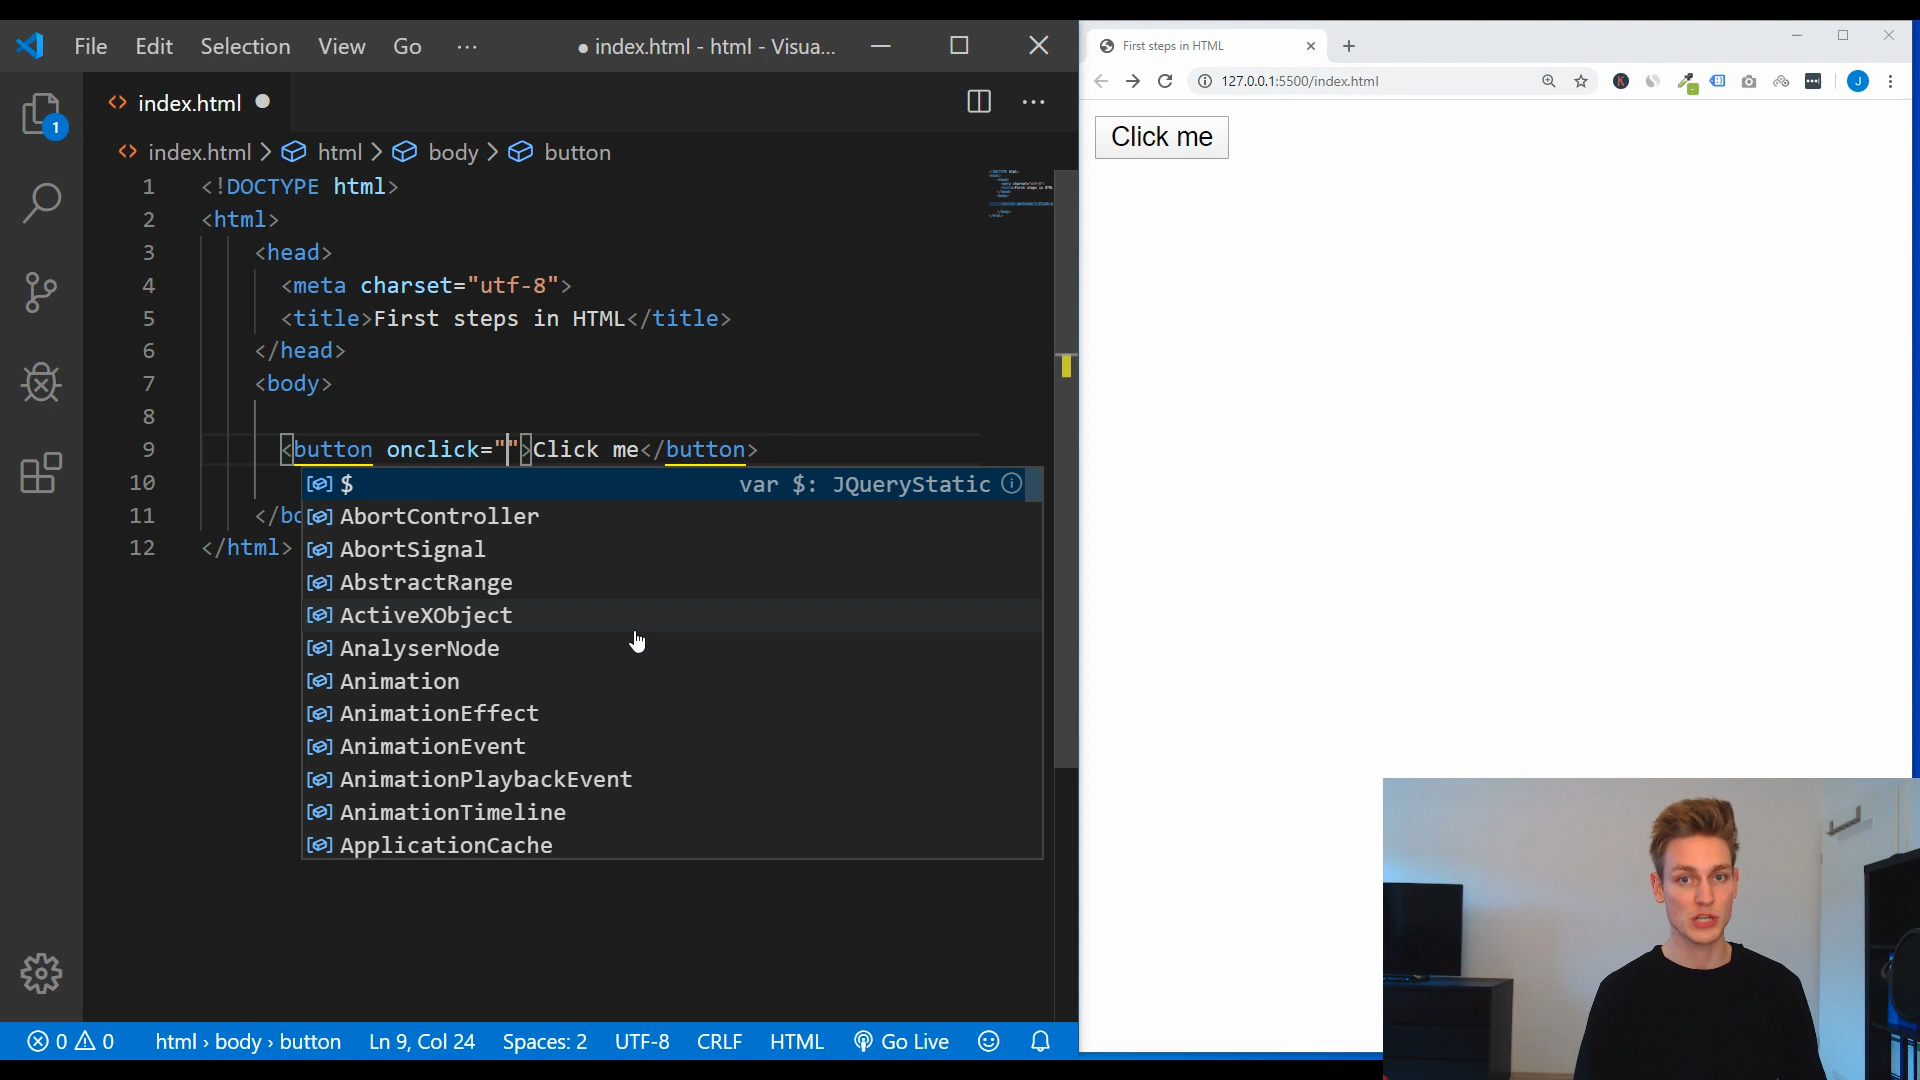 File Edit Selection View Go ··· ● index.html - html - Visua...
index.html
index.html > html > body > button
1 <!DOCTYPE html>
2 <html>
3 <head>
4 <meta charset="utf-8">
5 <title>First steps in HTML</title>
6 </head>
7 <body>
8
9 <button onclick="">Click me</button>
10
11 </bo
12 </html>
$ var $: JQueryStatic
AbortController
AbortSignal
AbstractRange
ActiveXObject
AnalyserNode
Animation
AnimationEffect
AnimationEvent
AnimationPlaybackEvent
AnimationTimeline
ApplicationCache
1
0 0 html › body › button Ln 9, Col 24 Spaces: 2 UTF-8 CRLF HTML Go Live
First steps in HTML
127.0.0.1:5500/index.html K J
Click me